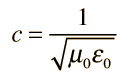 c = 1 / √(μ₀ε₀)